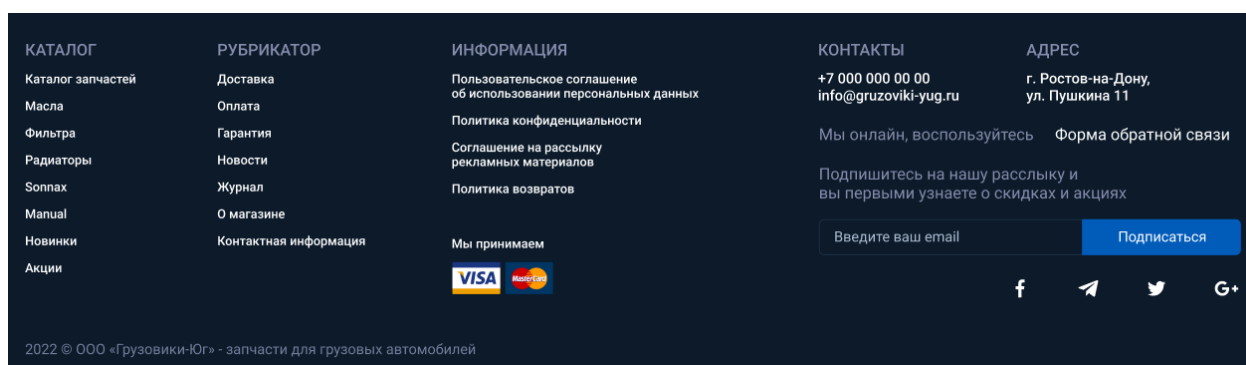 КАТАЛОГ
Каталог запчастей
Масла
Фильтра
Радиаторы
Sonnax
Manual
Новинки
Акции
РУБРИКАТОР
Доставка
Оплата
Гарантия
Новости
Журнал
О магазине
Контактная информация
ИНФОРМАЦИЯ
Пользовательское соглашение
об использовании персональных данных
Политика конфиденциальности
Соглашение на рассылку
рекламных материалов
Политика возвратов
Мы принимаем
VISA MasterCard
КОНТАКТЫ
+7 000 000 00 00
info@gruzoviki-yug.ru
АДРЕС
г. Ростов-на-Дону,
ул. Пушкина 11
Мы онлайн, воспользуйтесь Форма обратной связи
Подпишитесь на нашу расслыку и
вы первыми узнаете о скидках и акциях
Введите ваш email Подписаться
f G+
2022 © ООО «Грузовики-Юг» - запчасти для грузовых автомобилей